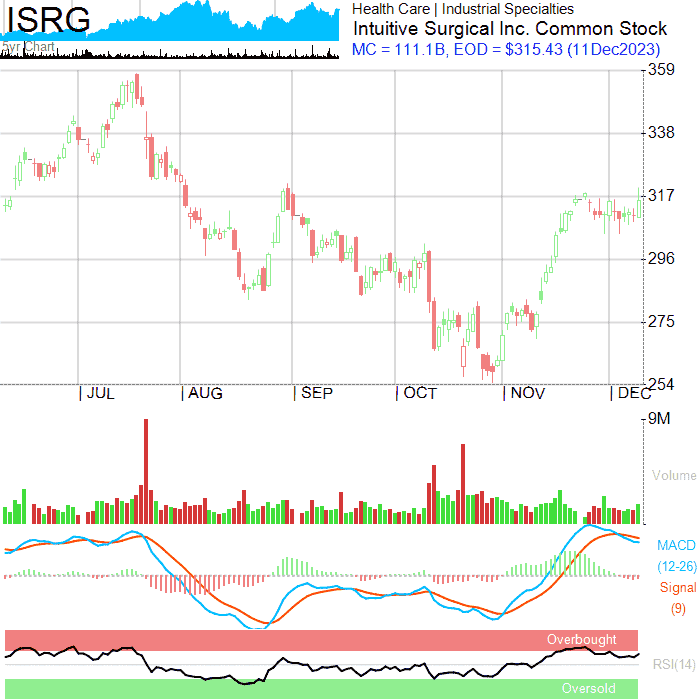 ISRG
5yr Chart
Health Care | Industrial Specialties
Intuitive Surgical Inc. Common Stock
MC = 111.1B, EOD = $315.43 (11Dec2023)
359
338
317
296
275
254
| JUL | AUG | SEP | OCT | NOV | DEC
9M
Volume
MACD
(12-26)
Signal
(9)
Overbought
RSI(14)
Oversold